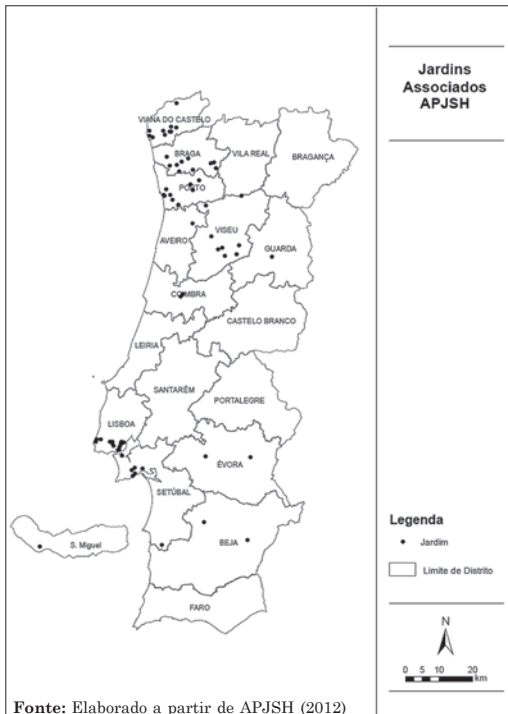 Jardins
Associados
APJSH
VIANA DO CASTELO
BRAGA
VILA REAL
BRAGANÇA
PORTO
VISEU
AVEIRO
GUARDA
COIMBRA
CASTELO BRANCO
LEIRIA
SANTARÉM
PORTALEGRE
LISBOA
ÉVORA
SETÚBAL
S. Miguel
BEJA
FARO
Legenda
Jardim
Limite de Distrito
N
0 5 10 20
km
Fonte: Elaborado a partir de APJSH (2012)